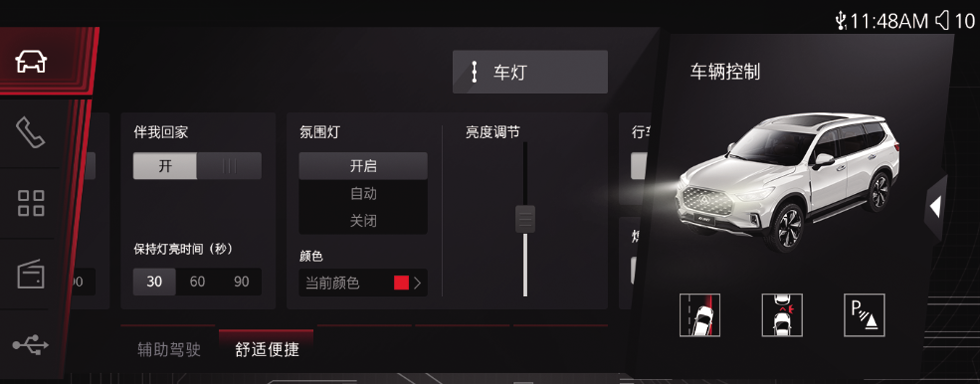 11:48AM 10
车灯
车辆控制
伴我回家
开
保持灯亮时间（秒）
30 60 90
氛围灯
开启
自动
关闭
颜色
当前颜色
亮度调节
辅助驾驶
舒适便捷
P